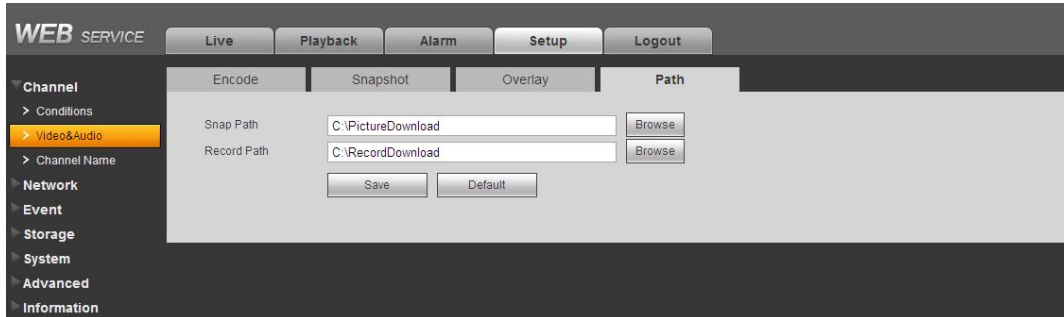 WEB SERVICE
Live Playback Alarm Setup Logout
Channel
> Conditions
> Video&Audio
> Channel Name
Network
Event
Storage
System
Advanced
Information
Encode Snapshot Overlay Path
Snap Path C:\PictureDownload Browse
Record Path C:\RecordDownload Browse
Save Default